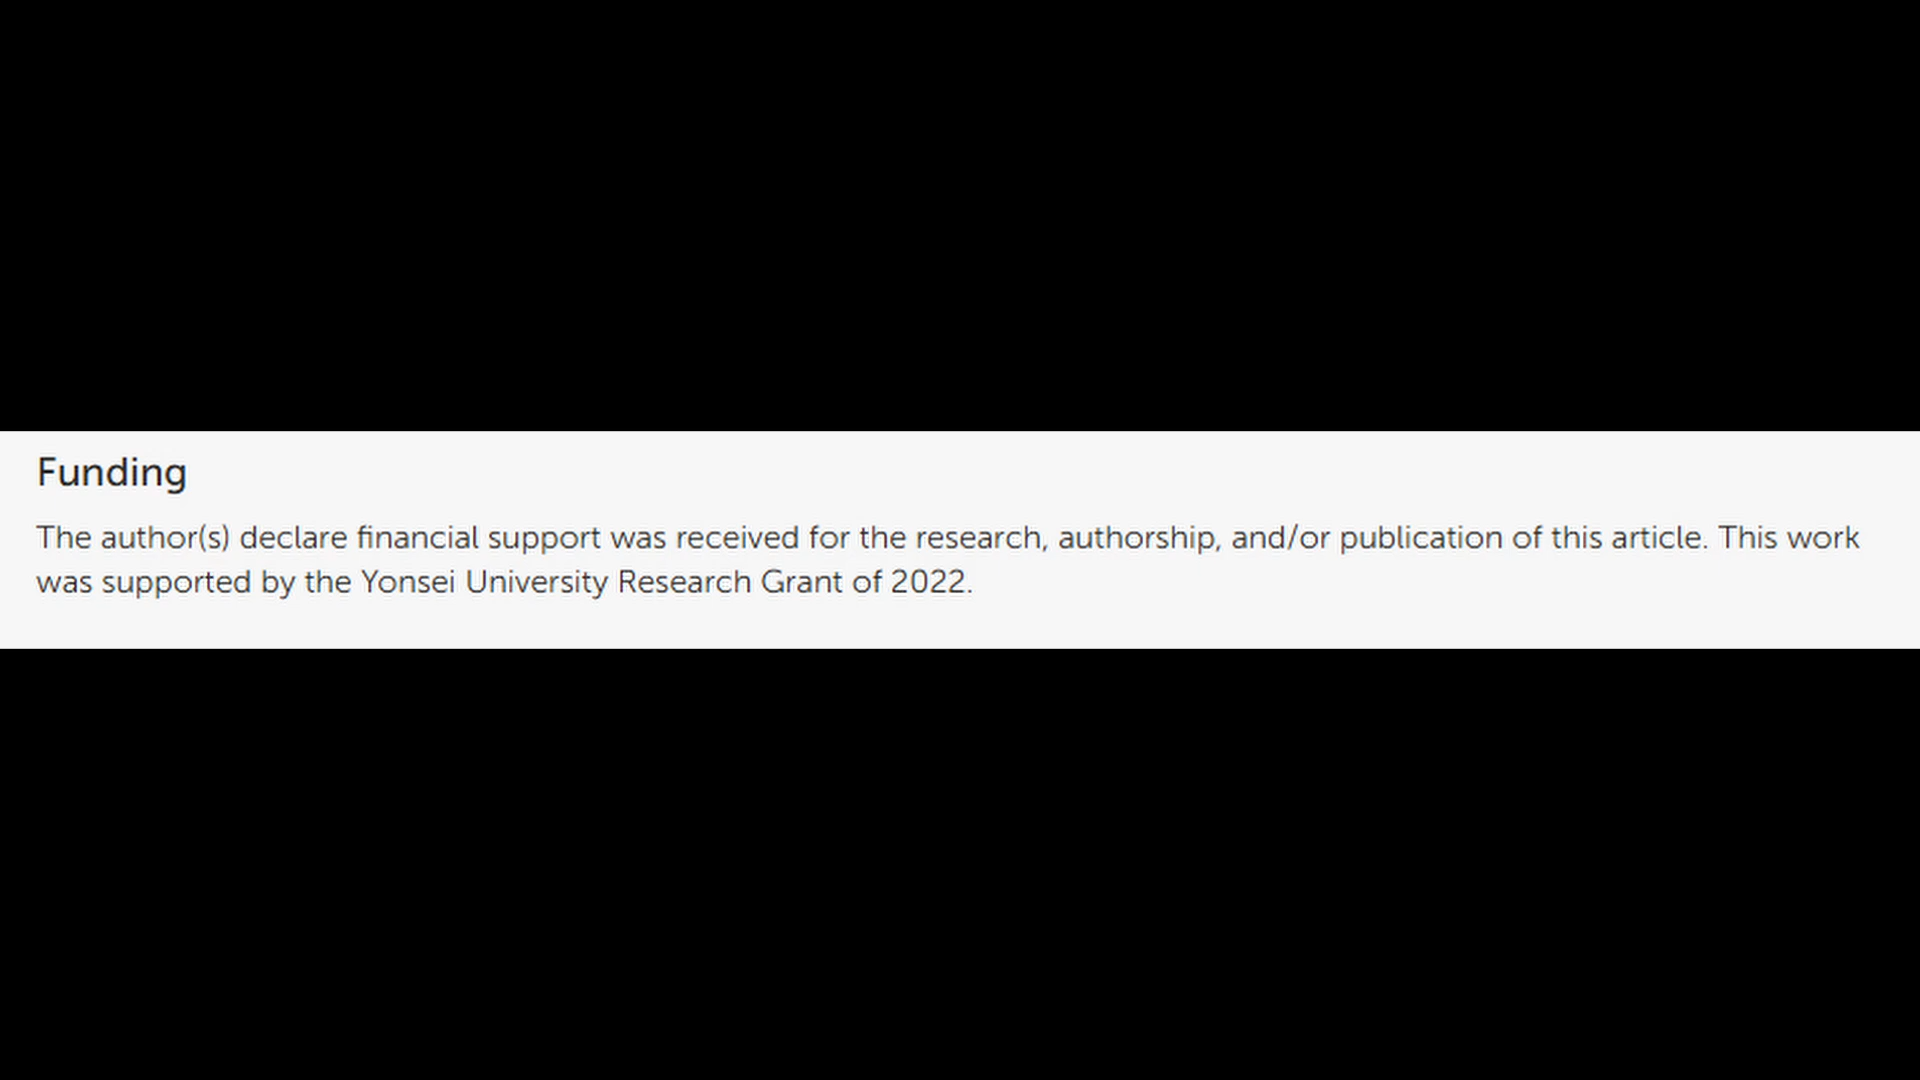 Funding
The author(s) declare financial support was received for the research, authorship, and/or publication of this article. This work
was supported by the Yonsei University Research Grant of 2022.